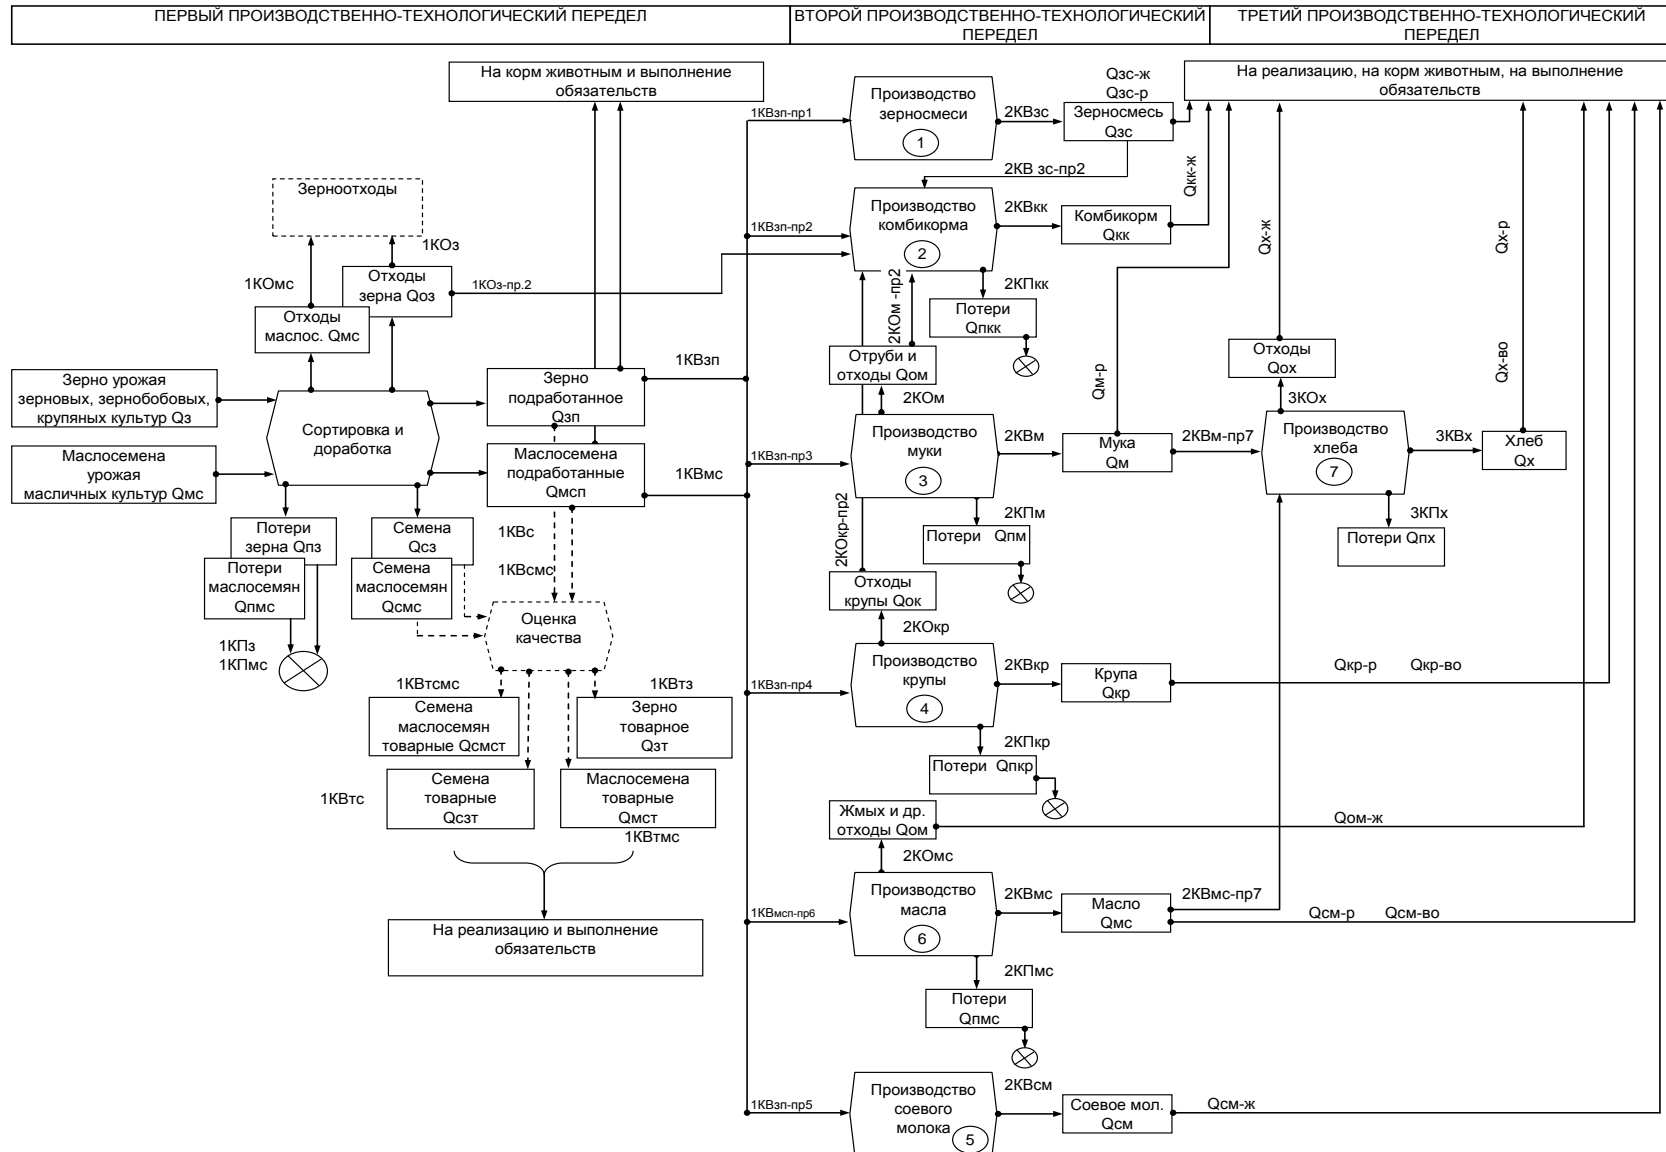 ПЕРВЫЙ ПРОИЗВОДСТВЕННО-ТЕХНОЛОГИЧЕСКИЙ ПЕРЕДЕЛ
ВТОРОЙ ПРОИЗВОДСТВЕННО-ТЕХНОЛОГИЧЕСКИЙ
ПЕРЕДЕЛ
ТРЕТИЙ ПРОИЗВОДСТВЕННО-ТЕХНОЛОГИЧЕСКИЙ
ПЕРЕДЕЛ
На корм животным и выполнение
обязательств
Зерноотходы
1КОз
1КОмс
Отходы
зерна Qоз
1КОз-пр.2
Отходы
маслос. Qмс
Зерно урожая
зерновых, зернобобовых,
крупяных культур Qз
Маслосемена
урожая
масличных культур Qмс
Сортировка и
доработка
Зерно
подработанное
Qзп
Маслосемена
подработанные
Qмсп
1КВзп
1КВмс
Потери
зерна Qпз
Потери
маслосемян
Qпмс
1КПз
1КПмс
Семена
Qсз
Семена
маслосемян
Qсмс
1КВс
1КВсмс
Оценка
качества
1КВтсмс
1КВтз
Семена
маслосемян
товарные Qсмст
Зерно
товарное
Qзт
1КВтс
Семена
товарные
Qсзт
Маслосемена
товарные
Qмст
1КВтмс
На реализацию и выполнение
обязательств
1КВзп-пр1
Производство
зерносмеси
1
2КВзс
Qзс-ж
Qзс-р
Зерносмесь
Qзс
2КВ зс-пр2
1КВзп-пр2
Производство
комбикорма
2
2КВкк
Комбикорм
Qкк
Qкк-ж
2КПкк
Потери
Qпкк
2КОм -пр2
Отруби и
отходы Qом
2КОм
1КВзп-пр3
Производство
муки
3
2КВм
Мука
Qм
Qм-р
2КВм-пр7
2КПм
Потери Qпм
2КОкр-пр2
Отходы
крупы Qок
2КОкр
1КВзп-пр4
Производство
крупы
4
2КВкр
Крупа
Qкр
Qкр-р Qкр-во
2КПкр
Потери Qпкр
Жмых и др.
отходы Qом
Qом-ж
2КОмс
1КВмсп-пр6
Производство
масла
6
2КВмс
Масло
Qмс
2КВмс-пр7
Qсм-р Qсм-во
2КПмс
Потери
Qпмс
1КВзп-пр5
Производство
соевого
молока
5
2КВсм
Соевое мол.
Qсм
Qсм-ж
На реализацию, на корм животным, на выполнение
обязательств
Qх-ж
Отходы
Qох
3КОх
Производство
хлеба
7
3КВх
Хлеб
Qх
Qх-р
Qх-во
3КПх
Потери Qпх